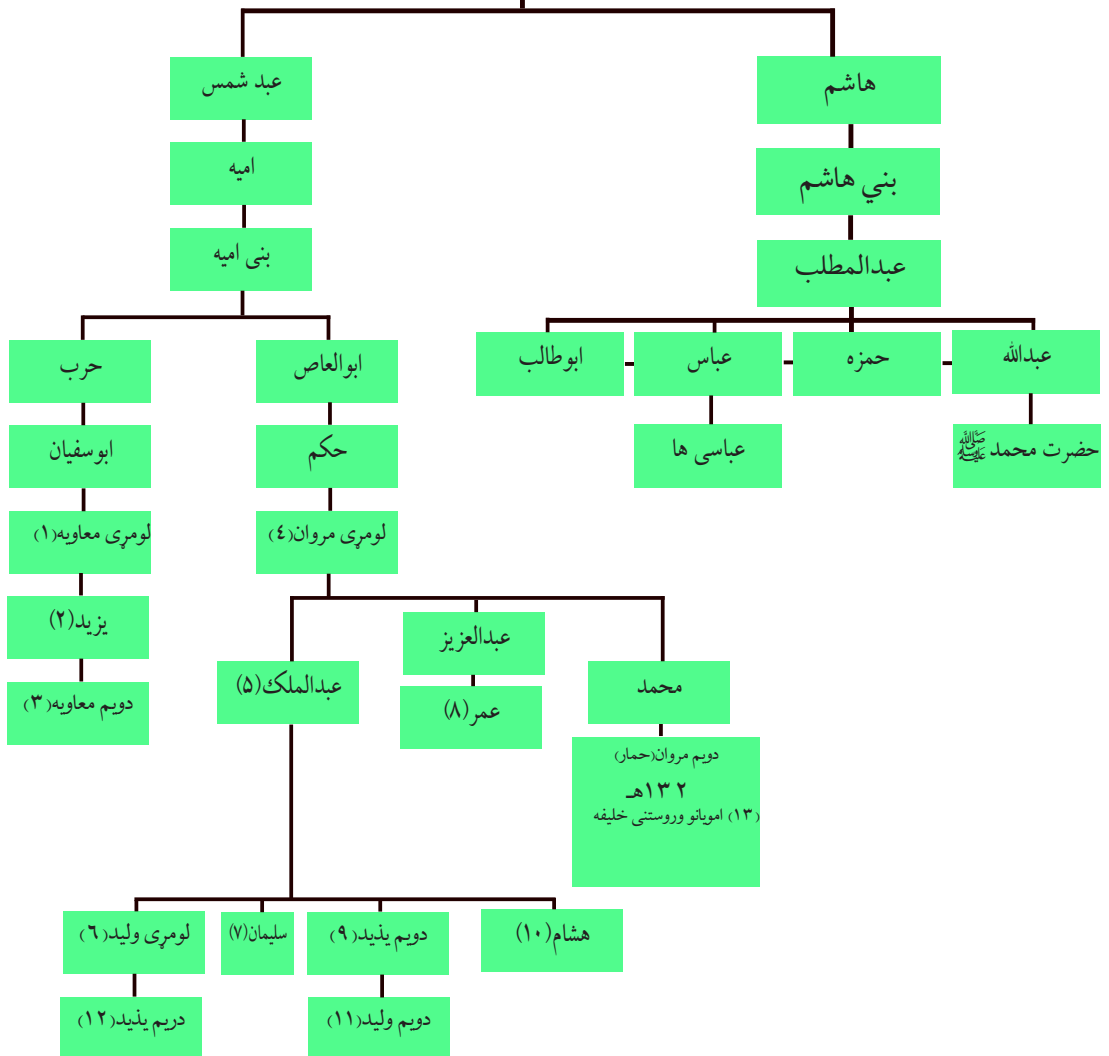 هاشم
بني هاشم
عبدالمطلب
عبدالله
حمزه
عباس
ابوطالب
حضرت محمد ﷺ
عباسی ها
عبد شمس
امیه
بنی امیه
ابوالعاص
حرب
حکم
ابوسفیان
لومړی مروان(٤)
لومړی معاویه(۱)
یزید(۲)
دویم معاویه(۳)
محمد
عبدالعزیز
عبدالملک(۵)
عمر(۸)
دویم مروان(حمار)
۱۳۲هـ
(۱۳) امویانو وروستنی خلیفه
هشام(۱۰)
دویم یذید(۹)
سلیمان(۷)
لومړی ولید(٦)
دویم ولید(۱۱)
دریم یذید(۱۲)